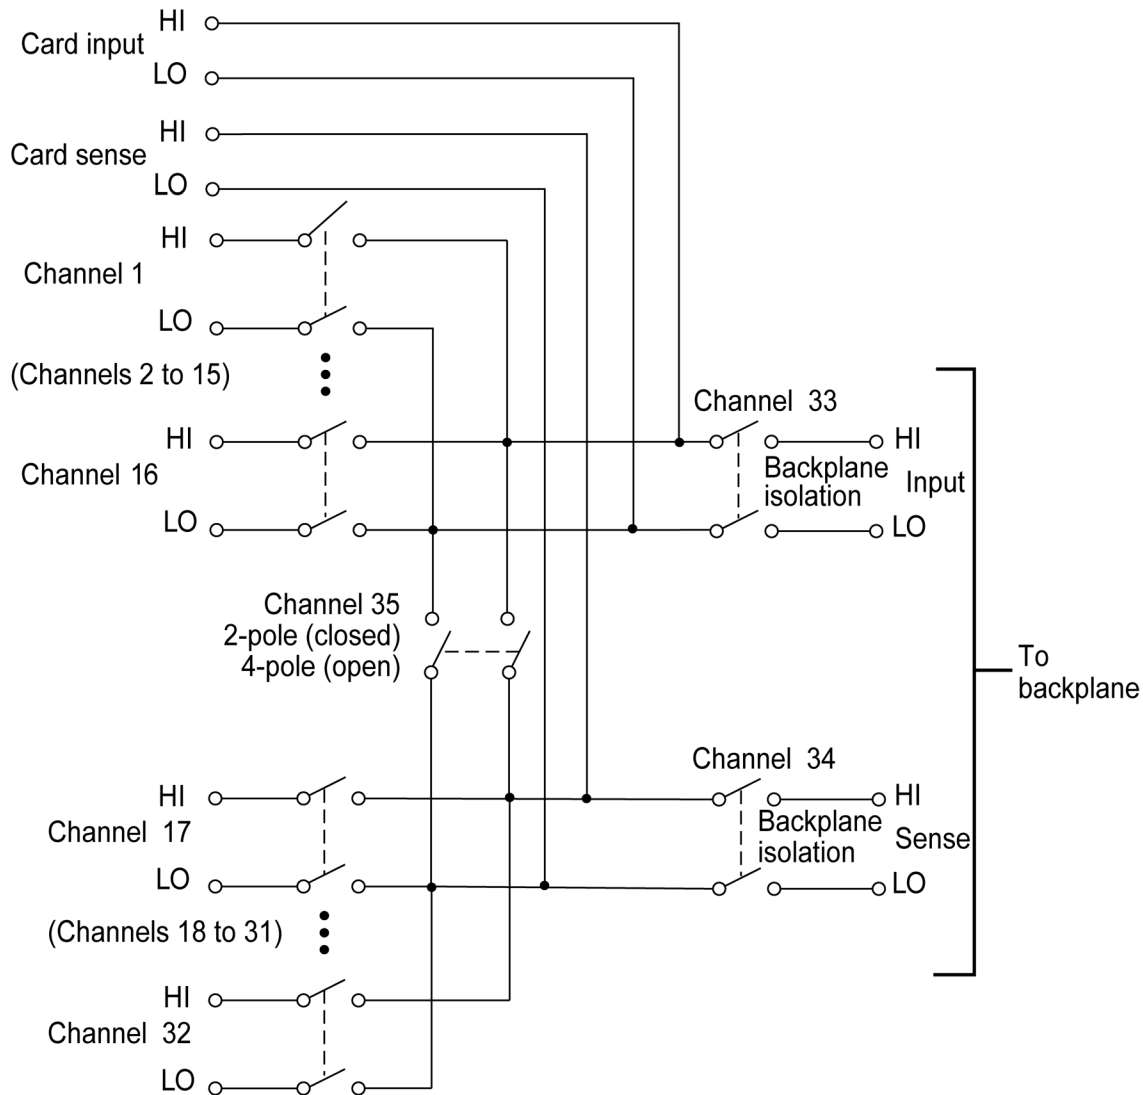 HI
Card input
LO
HI
Card sense
LO
HI
Channel 1
LO
(Channels 2 to 15)
Channel 33
HI
HI
Channel 16
Backplane
isolation
Input
LO
LO
Channel 35
2-pole (closed)
4-pole (open)
To
backplane
Channel 34
HI
HI
Channel 17
Backplane
isolation
Sense
LO
LO
(Channels 18 to 31)
HI
Channel 32
LO